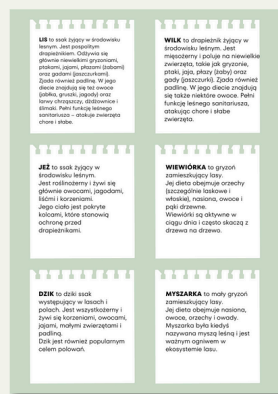 LIS to ssak żyjący w środowisku
leśnym. Jest pospolitym
drapieżnikiem. Odżywia się
głównie niewielkimi gryzoniami,
ptakami, jajami, płazami (żabami)
oraz gadami (jaszczurkami).
Zjada również padlinę. W jego
diecie znajdują się też owoce
(jabłka, gruszki, jagody) oraz
larwy chrząszczy, dżdżownice i
ślimaki. Pełni funkcję leśnego
sanitariusza – atakuje zwierzęta
chore i słabe.
WILK to drapieżnik żyjący w
środowisku leśnym. Jest
mięsożerny i poluje na niewielkie
zwierzęta, takie jak gryzonie,
ptaki, jaja, płazy (żaby) oraz
gady (jaszczurki). Zjada również
padlinę. W jego diecie znajdują
się także niektóre owoce. Pełni
funkcję leśnego sanitariusza,
atakując chore i słabe
zwierzęta.
JEŻ to ssak żyjący w
środowisku leśnym.
Jest roślinożerny i żywi się
głównie owocami, jagodami,
liśćmi i korzeniami.
Jego ciało jest pokryte
kolcami, które stanowią
ochronę przed
drapieżnikami.
WIEWIÓRKA to gryzoń
zamieszkujący lasy.
Jej dieta obejmuje orzechy
(szczególnie laskowe i
włoskie), nasiona, owoce i
pąki drzewne.
Wiewiórki są aktywne w
ciągu dnia i często skaczą z
drzewa na drzewo.
DZIK to dziki ssak
występujący w lasach i
polach. Jest wszystkożerny i
żywi się korzeniami, owocami,
jajami, małymi zwierzętami i
padliną.
Dzik jest również popularnym
celem polowań.
MYSZARKA to mały gryzoń
zamieszkujący lasy.
Jej dieta obejmuje nasiona,
owoce, orzechy i owady.
Myszarka była kiedyś
nazywana myszą leśną i jest
ważnym ogniwem w
ekosystemie lasu.